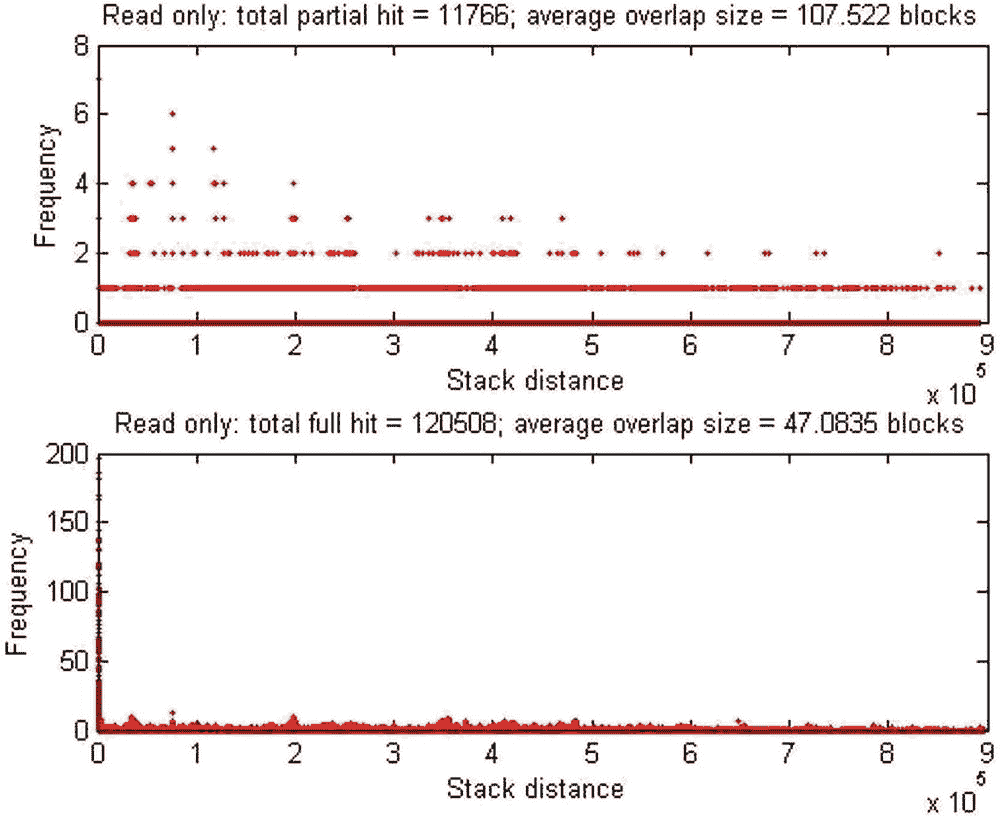 Read only: total partial hit = 11766; average overlap size = 107.522 blocks
8
6
4
2
0
Frequency
0 1 2 3 4 5 6 7 8 9
Stack distance
x 10^5
Read only: total full hit = 120508; average overlap size = 47.0835 blocks
200
150
100
50
0
Frequency
0 1 2 3 4 5 6 7 8 9
Stack distance
x 10^5